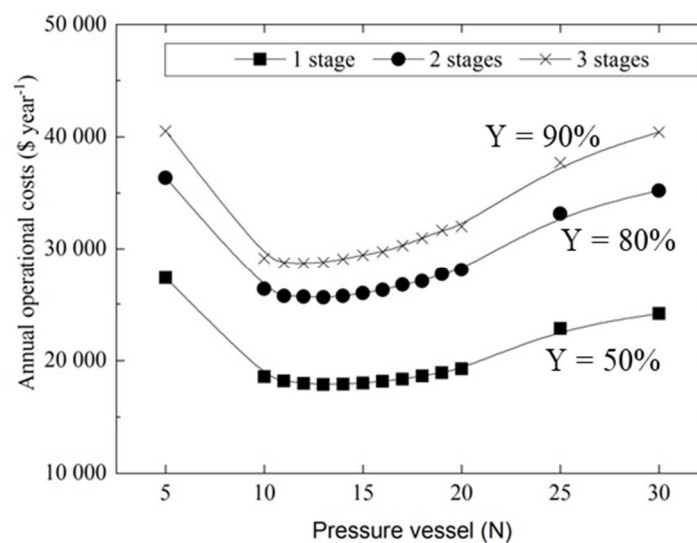 50 000
1 stage 2 stages 3 stages
Y = 90%
40 000
Annual operational costs ($ year-1)
Y = 80%
30 000
Y = 50%
20 000
10 000
5 10 15 20 25 30
Pressure vessel (N)